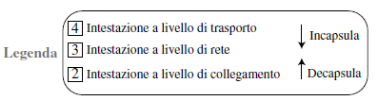 4 Intestazione a livello di trasporto
Incapsula
Legenda
3 Intestazione a livello di rete
2 Intestazione a livello di collegamento
Decapsula